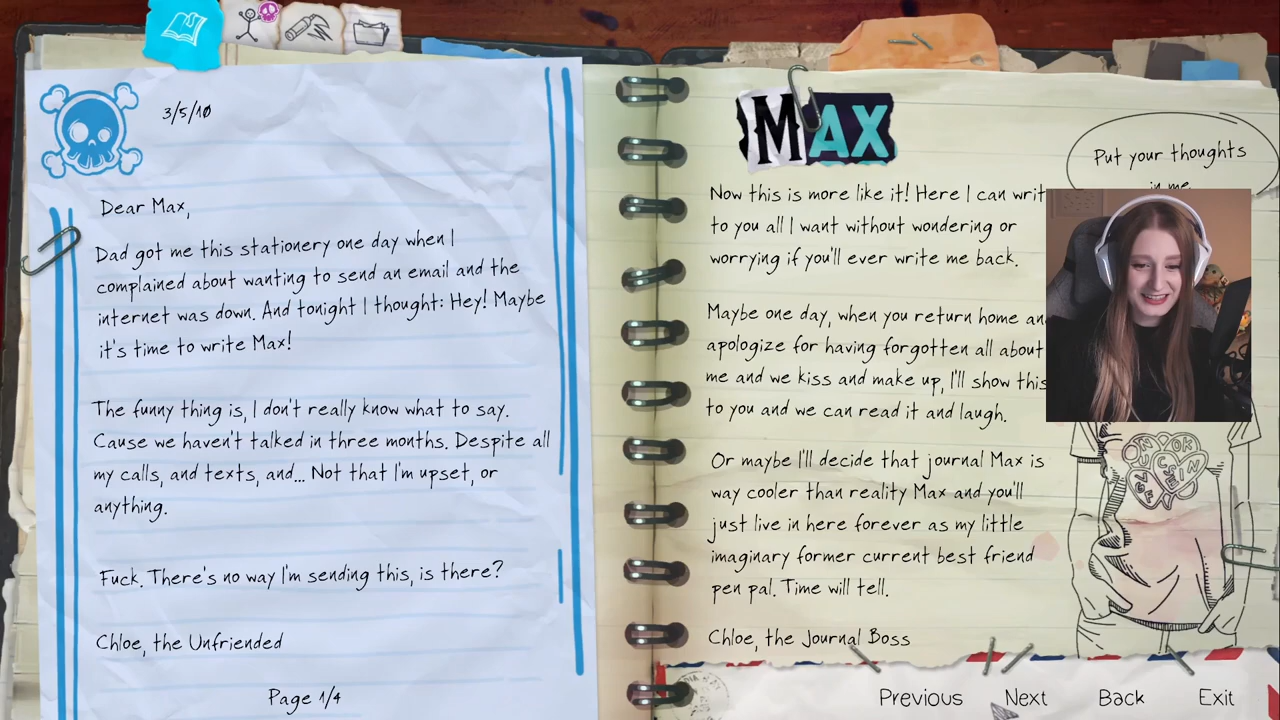 3/5/10
Dear Max,
Dad got me this stationery one day when I
complained about wanting to send an email and the
internet was down. And tonight I thought: Hey! Maybe
it's time to write Max!
The funny thing is, I don't really know what to say.
Cause we haven't talked in three months. Despite all
my calls, and texts, and... Not that I'm upset, or
anything.
Fuck. There's no way I'm sending this, is there?
Chloe, the Unfriended
Page 1/4
MAX
Put your thoughts
in me
Now this is more like it! Here I can writ
to you all I want without wondering or
worrying if you'll ever write me back.
Maybe one day, when you return home an
apologize for having forgotten all about
me and we kiss and make up, I'll show this
to you and we can read it and laugh.
Or maybe I'll decide that journal Max is
way cooler than reality Max and you'll
just live in here forever as my little
imaginary former current best friend
pen pal. Time will tell.
Chloe, the Journal Boss
Previous Next Back Exit